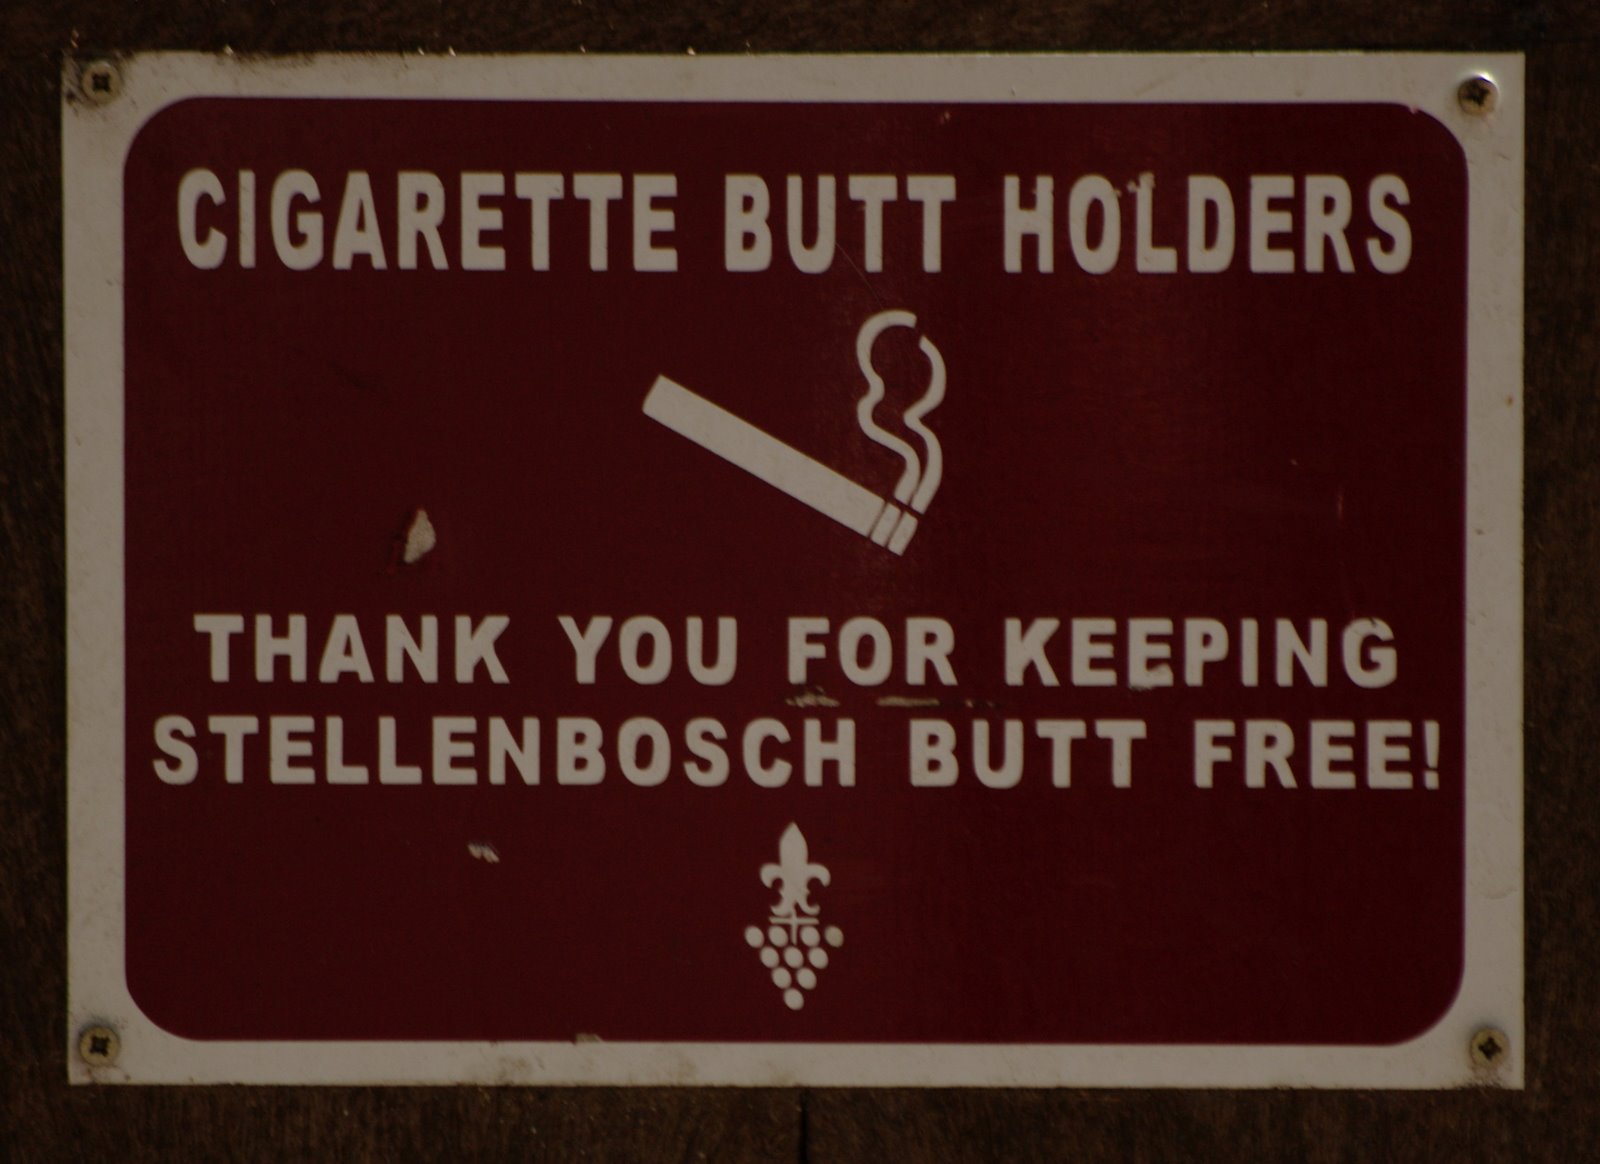 CIGARETTE BUTT HOLDERS
THANK YOU FOR KEEPING
STELLENBOSCH BUTT FREE!